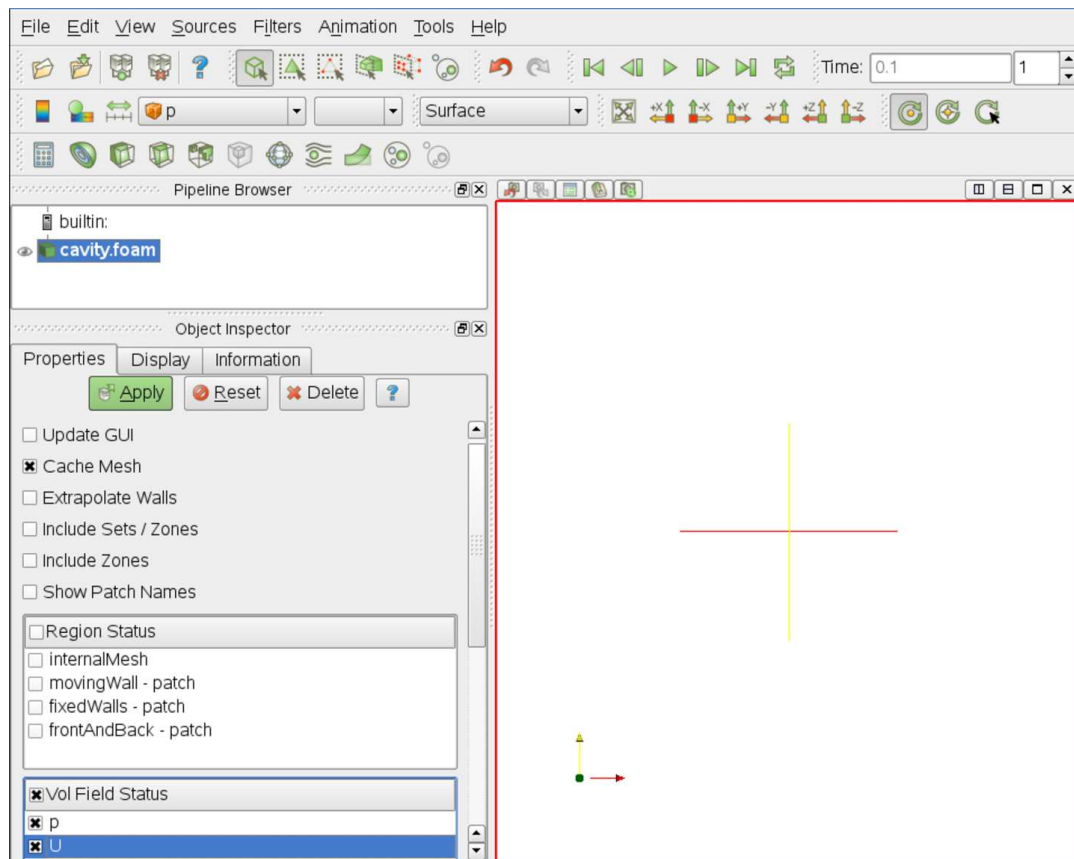 File Edit View Sources Filters Animation Tools Help
Time: 0.1 1
p Surface
+X -X +Y -Y +Z -Z
Pipeline Browser
builtin:
cavity.foam
Object Inspector
Properties Display Information
Apply Reset Delete ?
Update GUI
Cache Mesh
Extrapolate Walls
Include Sets / Zones
Include Zones
Show Patch Names
Region Status
internalMesh
movingWall - patch
fixedWalls - patch
frontAndBack - patch
Vol Field Status
p
U